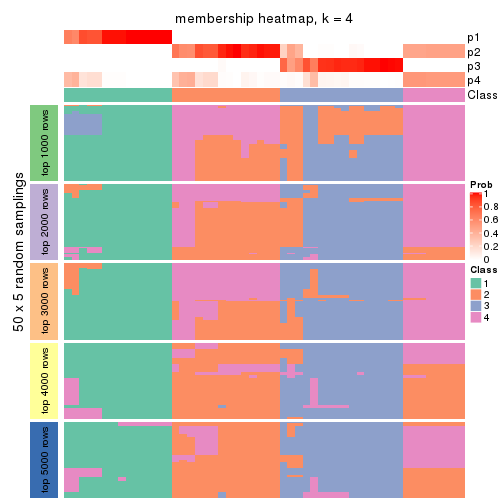 membership heatmap, k = 4
p1
p2
p3
p4
Class
50 x 5 random samplings
top 1000 rows
top 2000 rows
top 3000 rows
top 4000 rows
top 5000 rows
Prob
1
0.8
0.6
0.4
0.2
0
Class
1
2
3
4